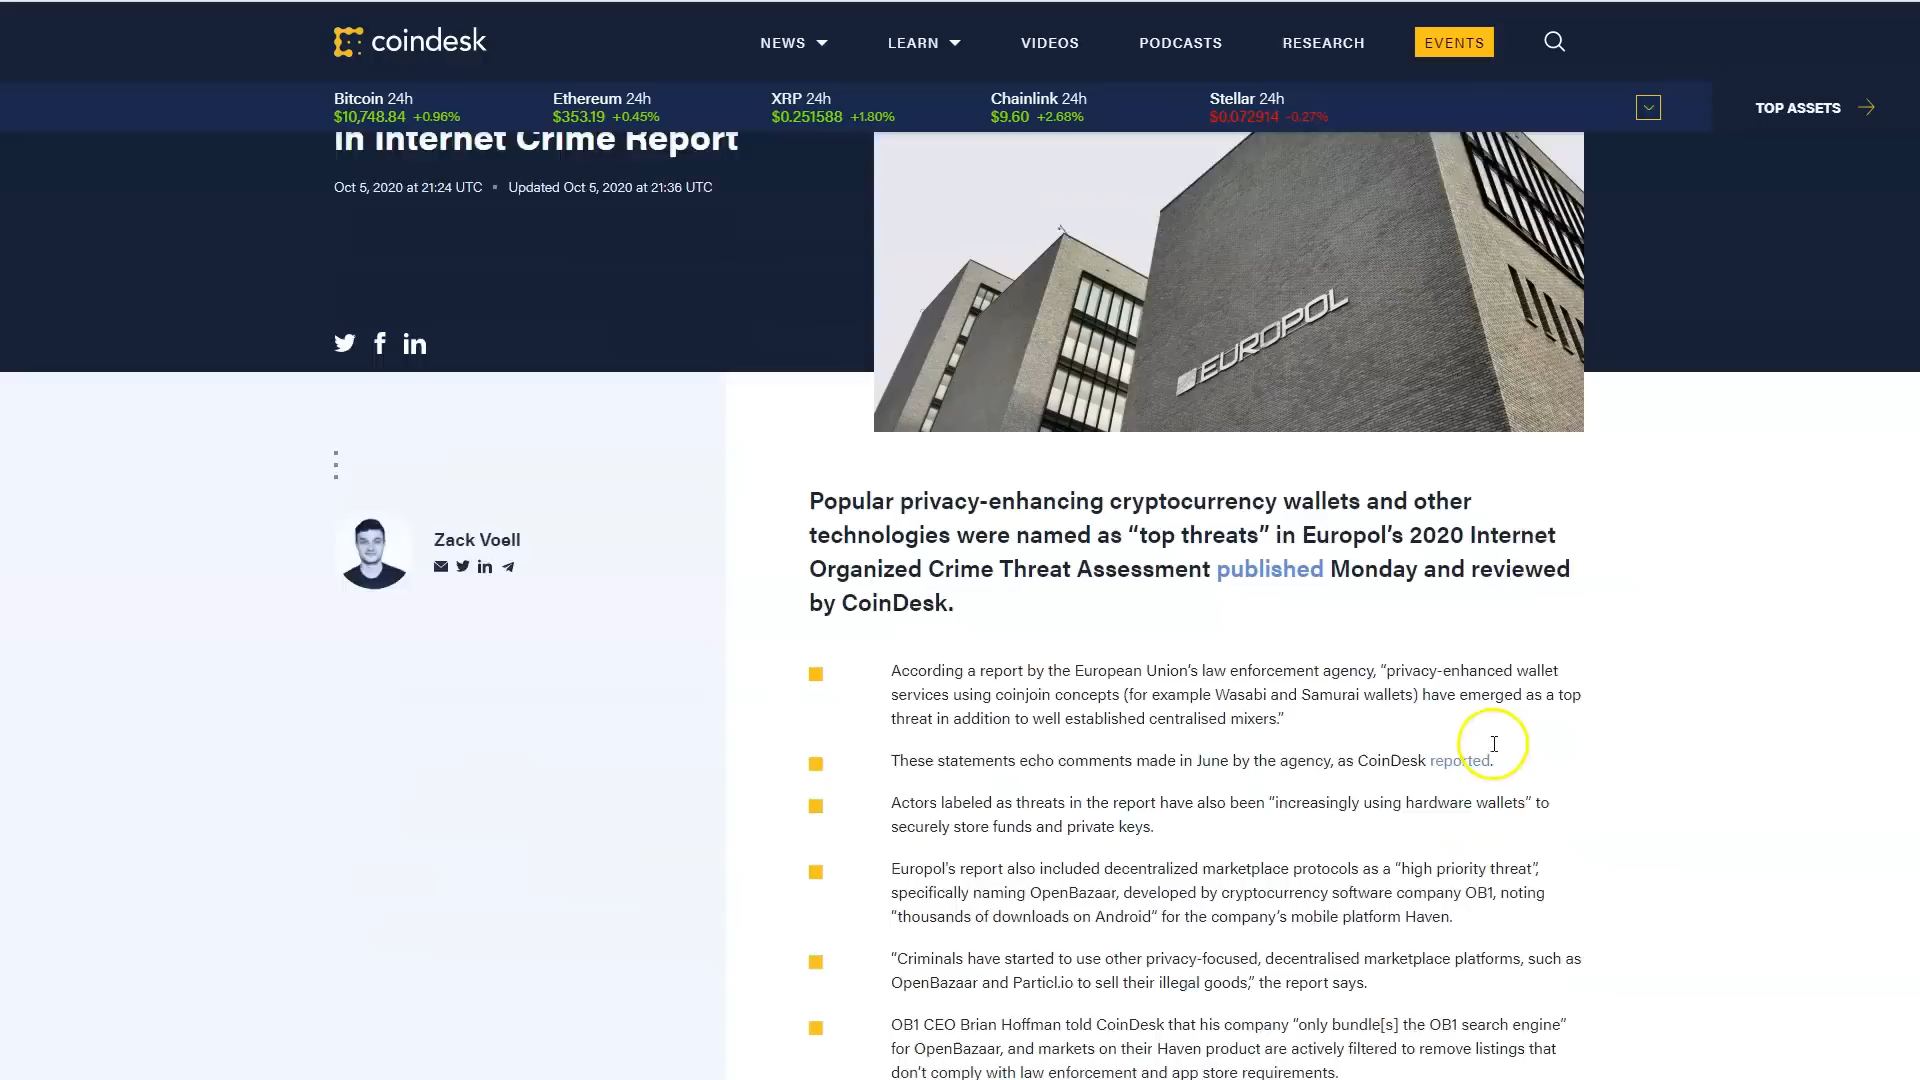 coindesk
NEWS
LEARN
VIDEOS
PODCASTS
RESEARCH
EVENTS
Bitcoin 24h
$10,748.84 +0.96%
Ethereum 24h
$353.19 +0.45%
XRP 24h
$0.251588 +1.80%
Chainlink 24h
$9.60 +2.68%
Stellar 24h
$0.072914 -0.27%
TOP ASSETS
in Internet Crime Report
Oct 5, 2020 at 21:24 UTC ▪ Updated Oct 5, 2020 at 21:36 UTC
EUROPOL
Zack Voell
Popular privacy-enhancing cryptocurrency wallets and other
technologies were named as “top threats” in Europol’s 2020 Internet
Organized Crime Threat Assessment published Monday and reviewed
by CoinDesk.
According a report by the European Union’s law enforcement agency, “privacy-enhanced wallet
services using coinjoin concepts (for example Wasabi and Samurai wallets) have emerged as a top
threat in addition to well established centralised mixers.”
These statements echo comments made in June by the agency, as CoinDesk reported.
Actors labeled as threats in the report have also been “increasingly using hardware wallets” to
securely store funds and private keys.
Europol's report also included decentralized marketplace protocols as a “high priority threat”,
specifically naming OpenBazaar, developed by cryptocurrency software company OB1, noting
“thousands of downloads on Android” for the company’s mobile platform Haven.
“Criminals have started to use other privacy-focused, decentralised marketplace platforms, such as
OpenBazaar and Particl.io to sell their illegal goods,” the report says.
OB1 CEO Brian Hoffman told CoinDesk that his company “only bundle[s] the OB1 search engine”
for OpenBazaar, and markets on their Haven product are actively filtered to remove listings that
don’t comply with law enforcement and app store requirements.